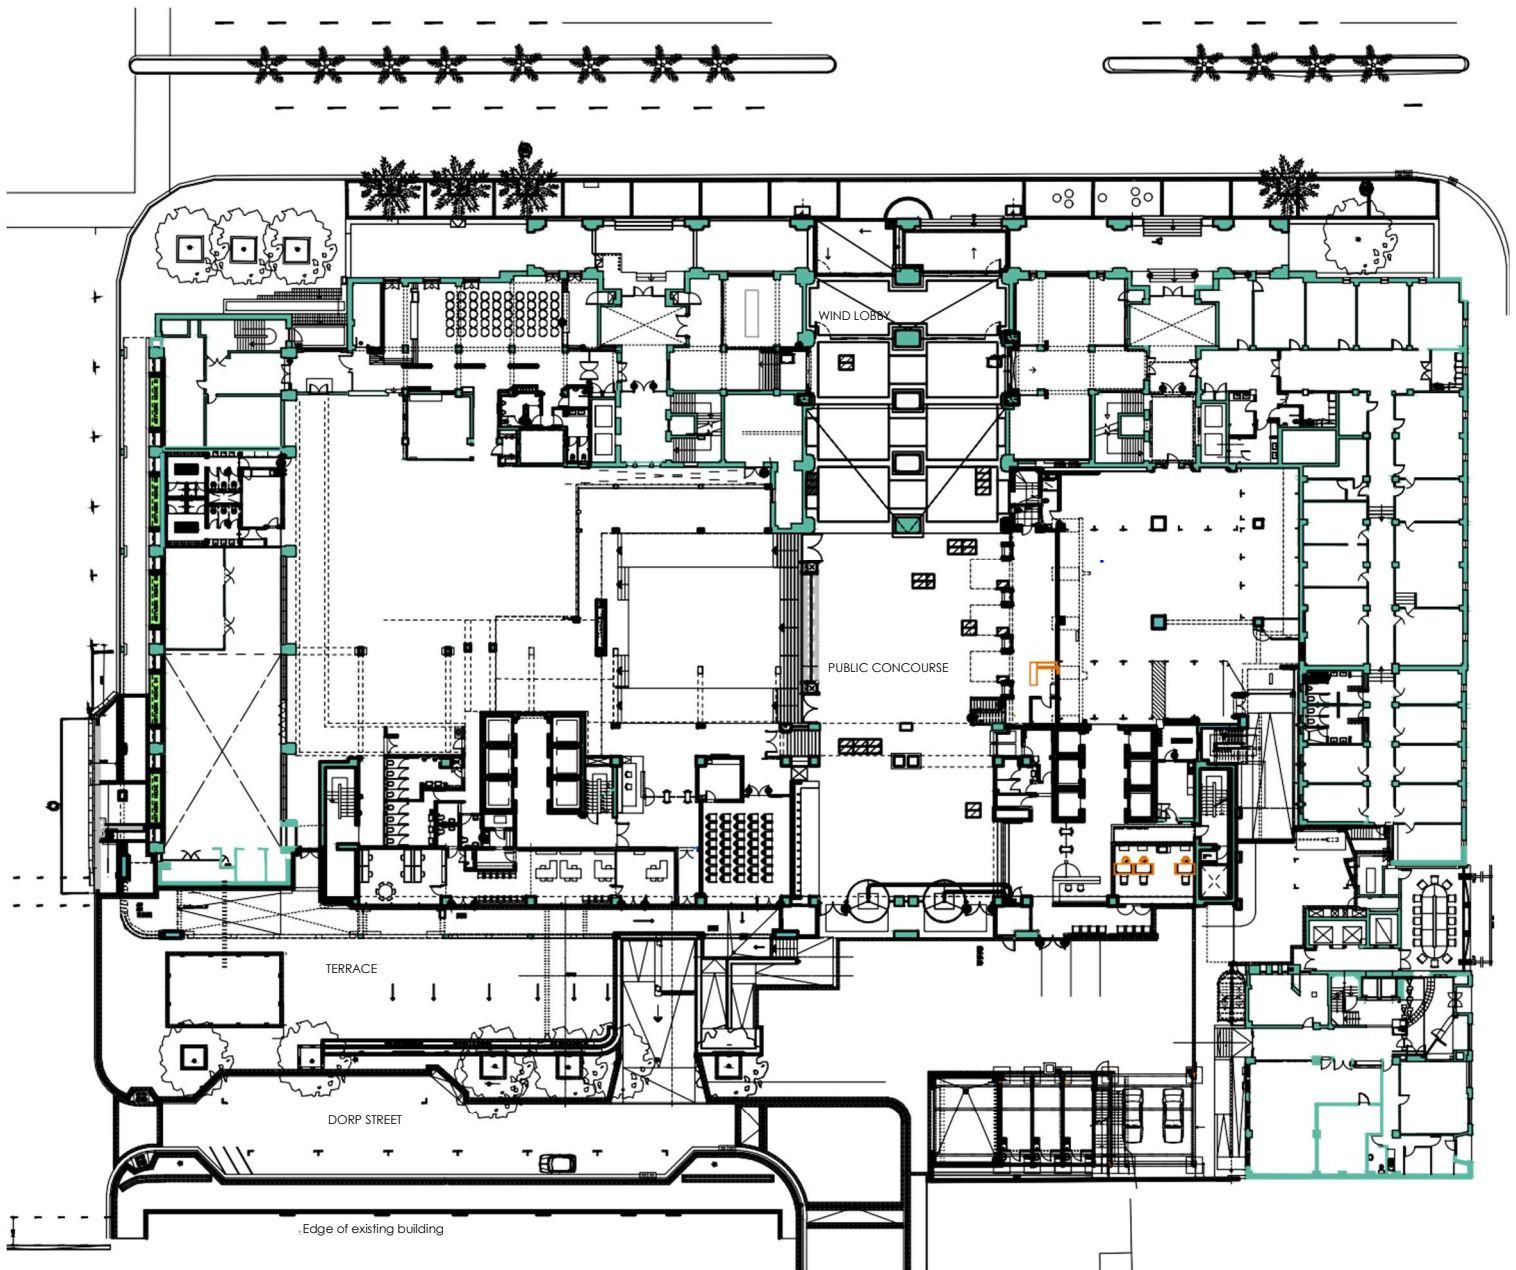 WIND LOBBY
PUBLIC CONCOURSE
TERRACE
DORP STREET
Edge of existing building